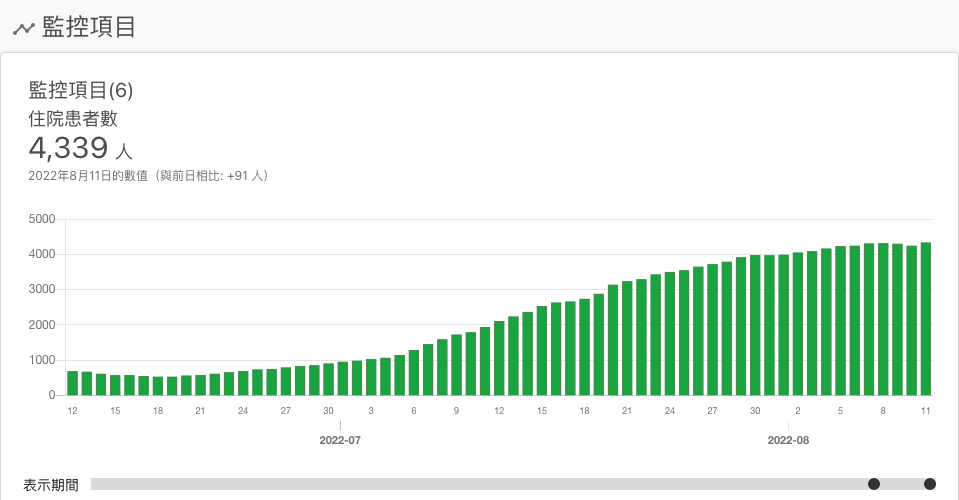 監控項目
監控項目(6)
住院患者數
4,339 人
2022年8月11日的數值（與前日相比: +91 人）
5000
4000
3000
2000
1000
0
12 15 18 21 24 27 30 3 6 9 12 15 18 21 24 27 30 2 5 8 11
2022-07 2022-08
表示期間